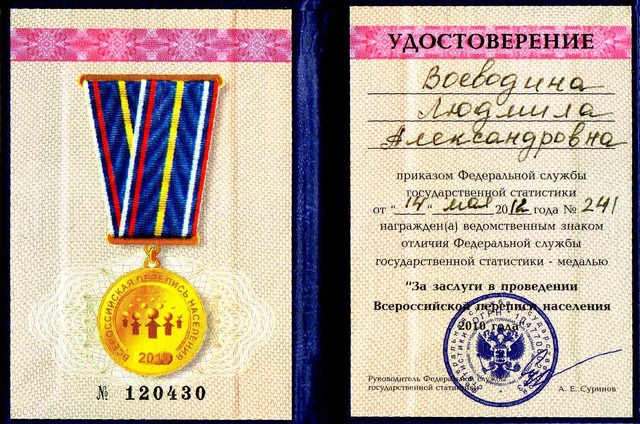 ВСЕРОССИЙСКАЯ ПЕРЕПИСЬ НАСЕЛЕНИЯ
2010
№ 120430
УДОСТОВЕРЕНИЕ
Воеводина
Людмила
Александровна
приказом Федеральной службы
государственной статистики
от "14" мая 2012 года № 241
награжден(а) ведомственным знаком
отличия Федеральной службы
государственной статистики - медалью
"За заслуги в проведении
Всероссийской переписи населения
2010 года"
Руководитель Федеральной службы
государственной статистики
А. Е. Суринов